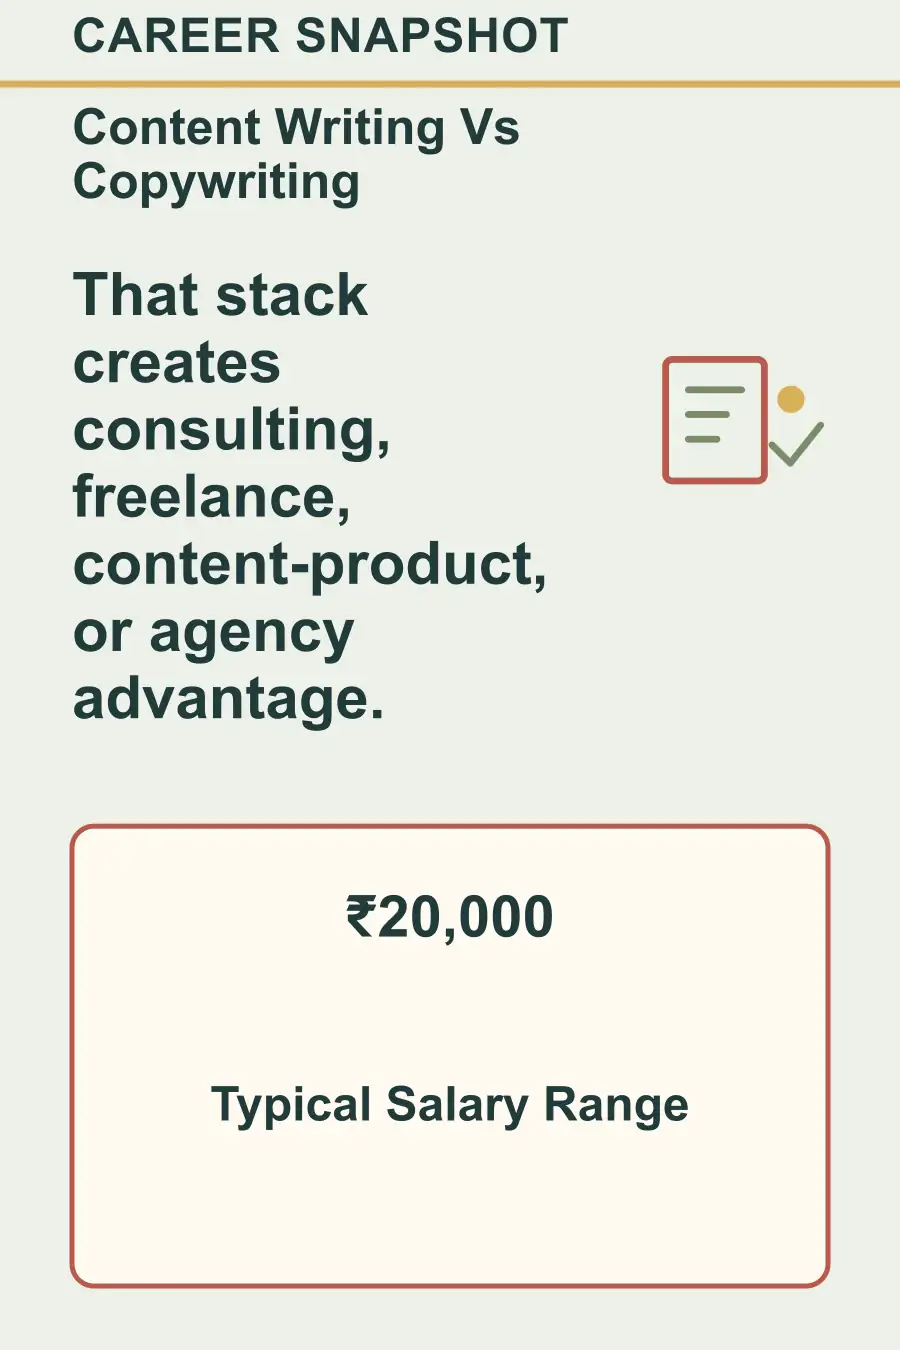 CAREER SNAPSHOT
Content Writing Vs
Copywriting
That stack
creates
consulting,
freelance,
content-product,
or agency
advantage.
₹20,000
Typical Salary Range